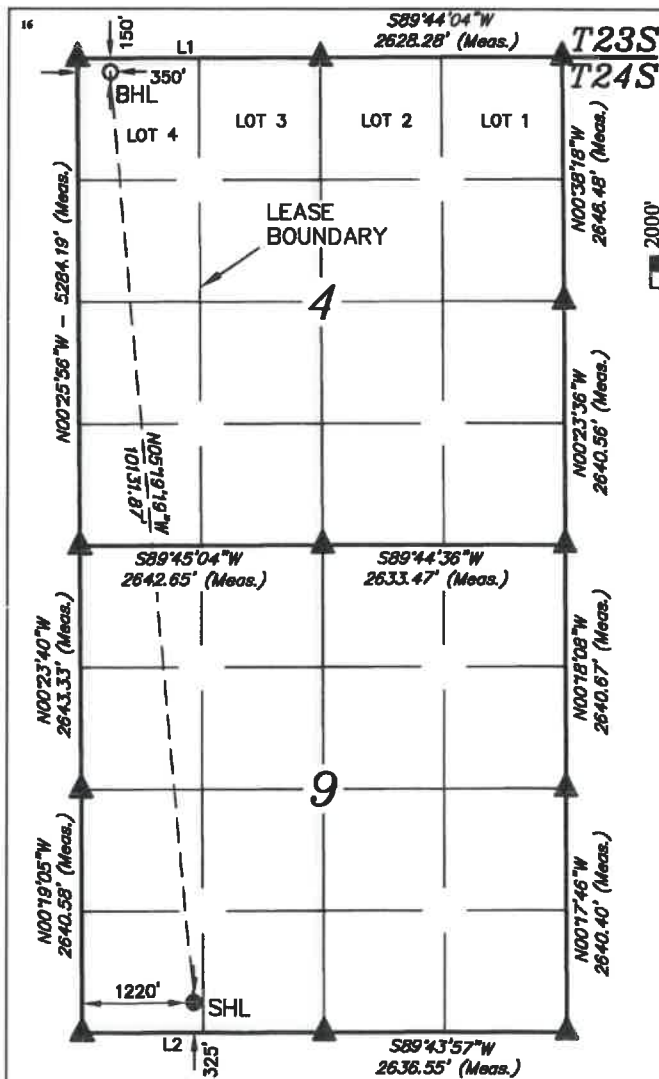 16
150'
L1
S89°44'04"W
2628.28' (Meas.)
T23S
T24S
350'
BHL
LOT 4
LOT 3
LOT 2
LOT 1
N00°38'18"W
2646.48' (Meas.)
2000'
LEASE
BOUNDARY
N00°25'56"W - 5284.19' (Meas.)
4
N00°23'36"W
2640.56' (Meas.)
N05°19'19"W
10131.87'
S89°45'04"W
2642.65' (Meas.)
S89°44'36"W
2633.47' (Meas.)
N00°23'40"W
2643.33' (Meas.)
N00°18'08"W
2640.67' (Meas.)
9
N00°19'05"W
2640.58' (Meas.)
N00°17'46"W
2640.40' (Meas.)
1220'
SHL
L2
325'
S89°43'57"W
2636.55' (Meas.)